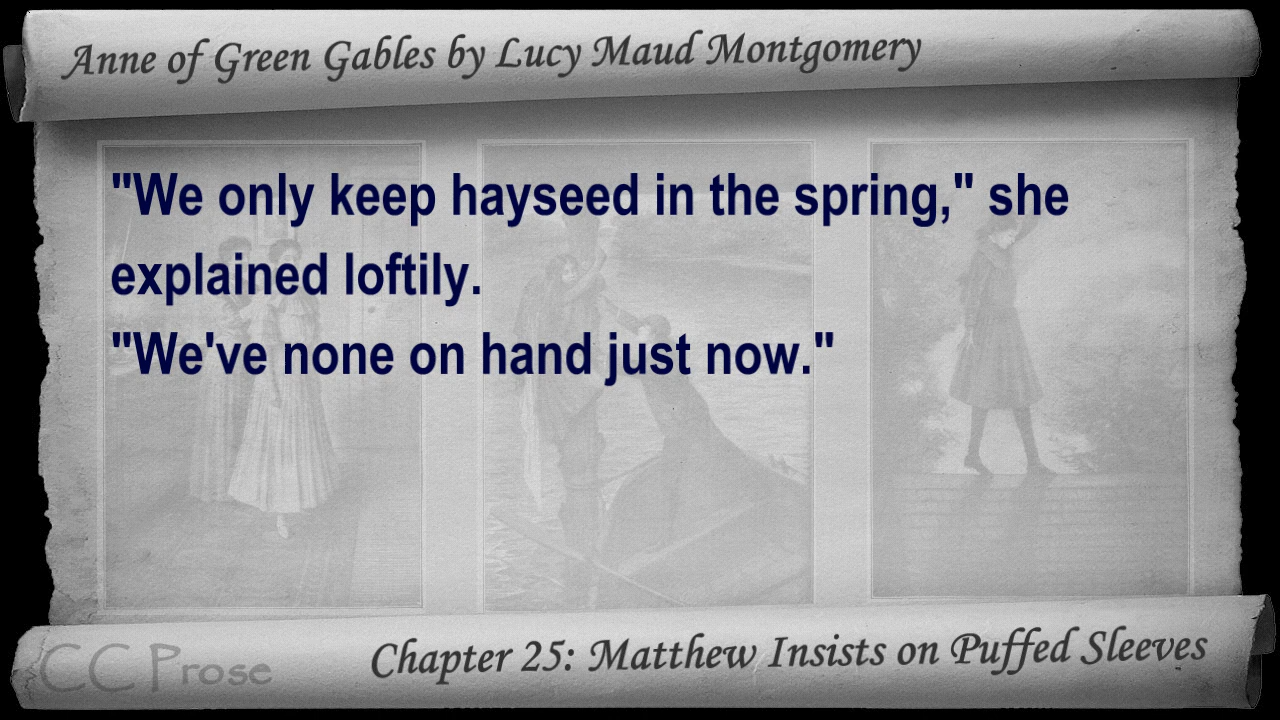 Anne of Green Gables by Lucy Maud Montgomery
"We only keep hayseed in the spring," she
explained loftily.
"We've none on hand just now."
CC Prose
Chapter 25: Matthew Insists on Puffed Sleeves